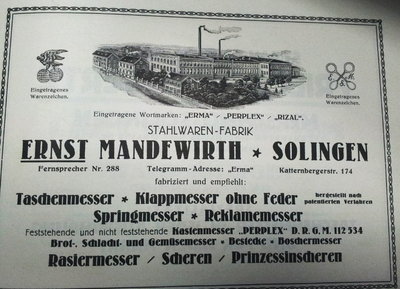 Eingetragenes
Warenzeichen.
Eingetragenes
Warenzeichen.
Eingetragene Wortmarken: „ERMA" / „PERPLEX" / „RIZAL".
STAHLWAREN-FABRIK
ERNST MANDEWIRTH ★ SOLINGEN
Fernsprecher Nr. 288 Telegramm-Adresse: „Erma" Katternbergerstr. 174
fabriziert und empfiehlt:
Taschenmesser ★ Klappmesser ohne Feder hergestellt nach
patentierten Verfahren
Springmesser ★ Reklamemesser
Feststehende und nicht feststehende Kastenmesser „PERPLEX" D. R. G. M. 112 534
Brot-, Schlacht- und Gemüsemesser ★ Bestecke ★ Boschermesser
Rasiermesser / Scheren / Prinzessinscheren